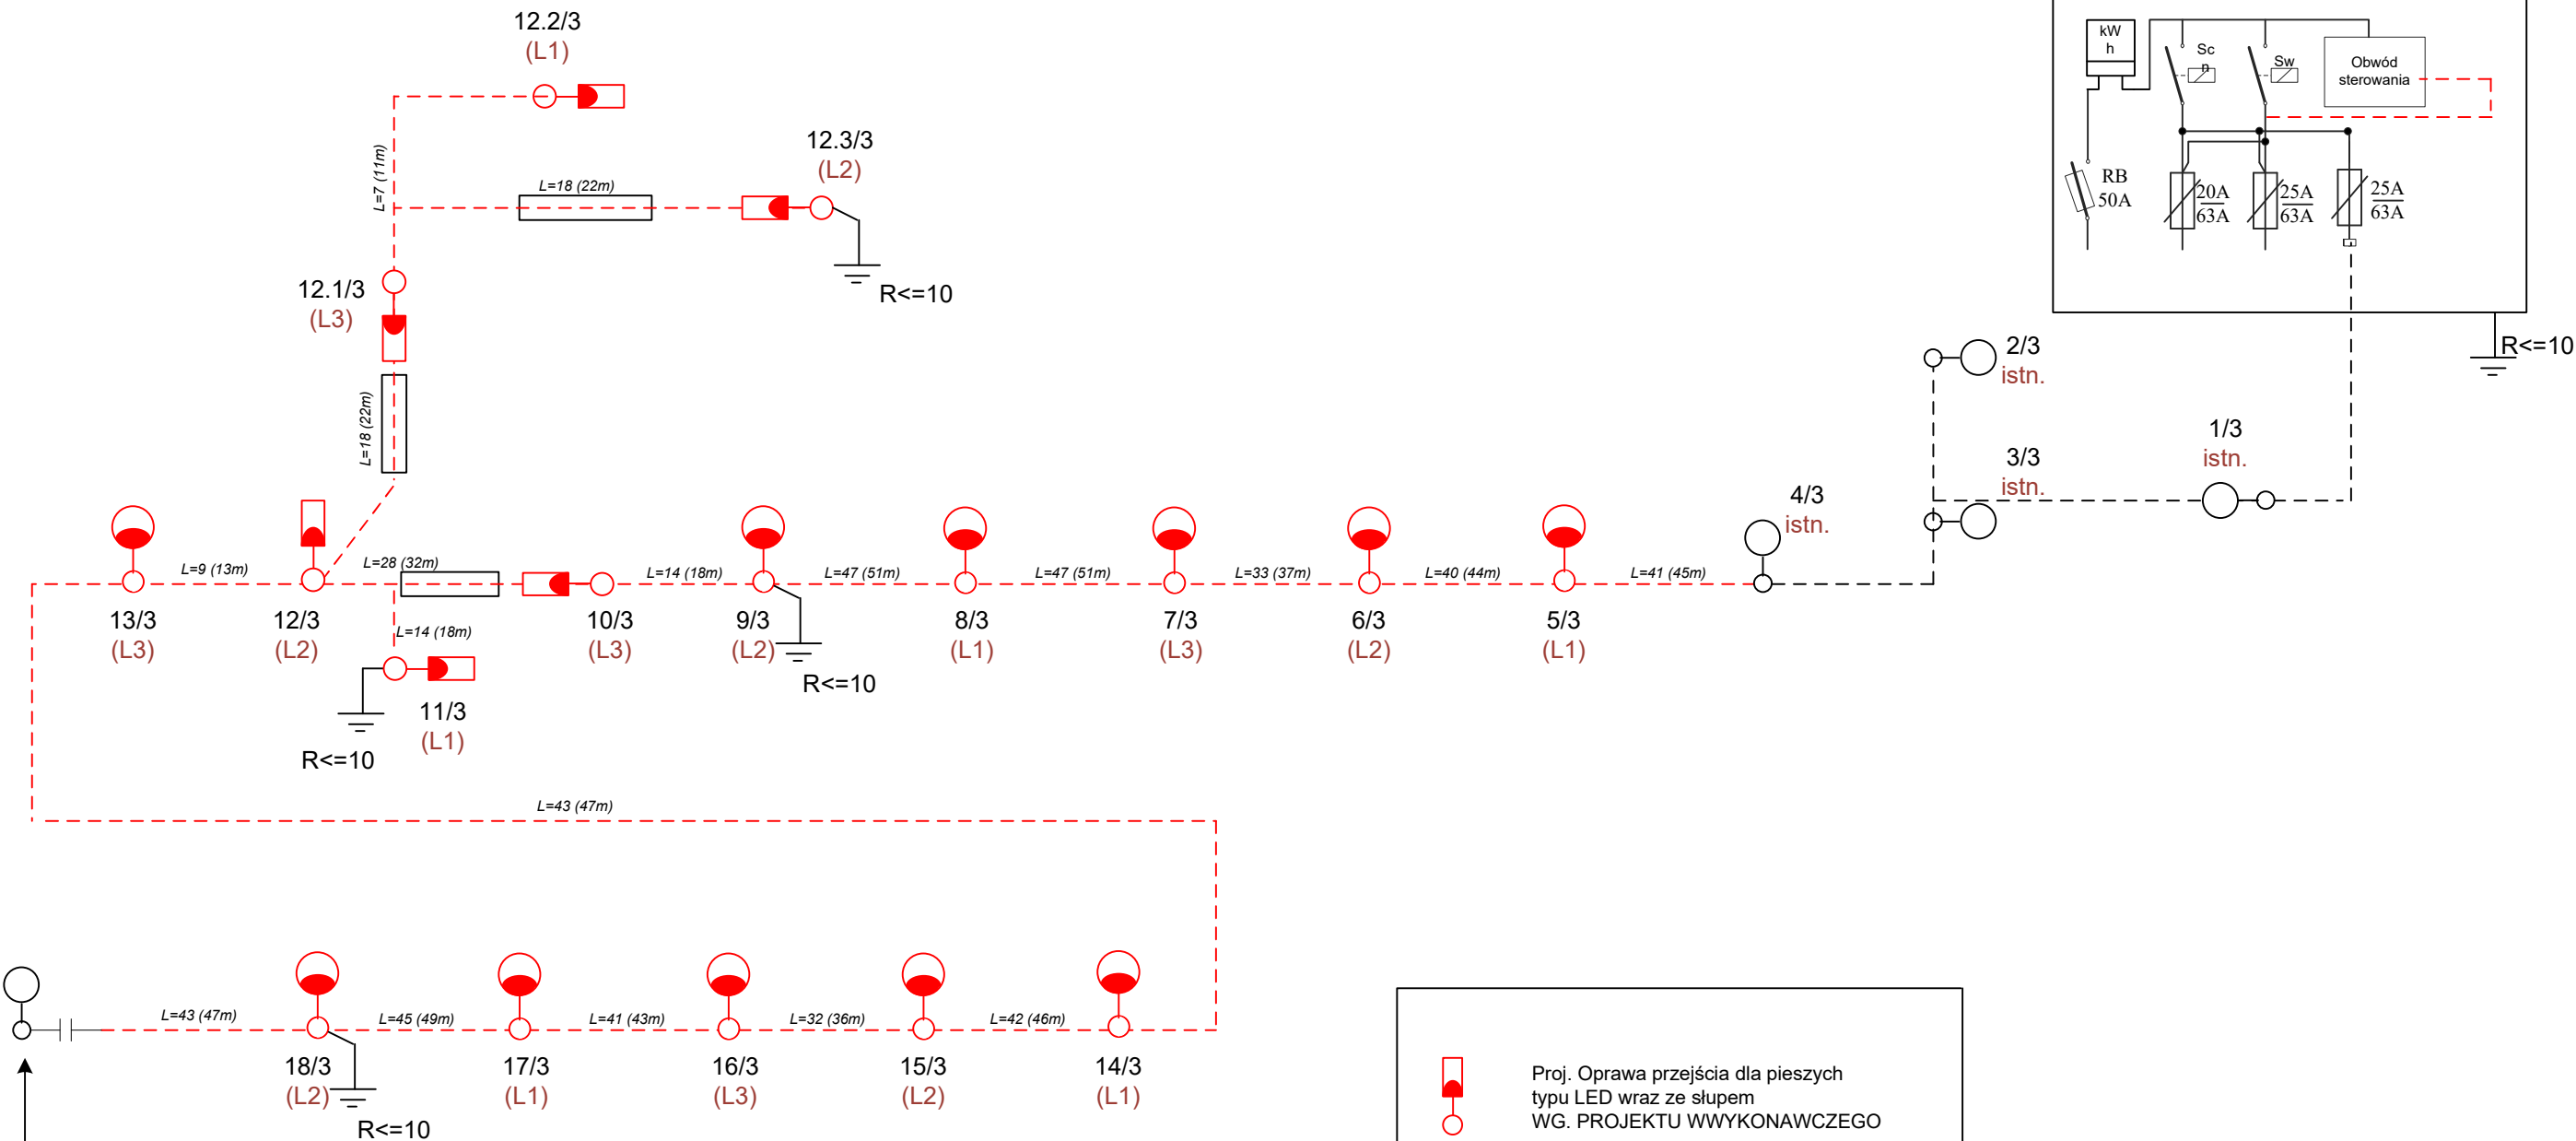 12.2/3
(L1)
L=7 (11m)
12.3/3
(L2)
L=18 (22m)
R<=10
12.1/3
(L3)
L=18 (22m)
kW
h
Sc
n
Sw
Obwód
sterowania
RB
50A
20A
63A
25A
63A
25A
63A
R<=10
2/3
istn.
3/3
istn.
1/3
istn.
4/3
istn.
L=9 (13m)
L=28 (32m)
L=14 (18m)
L=47 (51m)
L=47 (51m)
L=33 (37m)
L=40 (44m)
L=41 (45m)
13/3
(L3)
12/3
(L2)
L=14 (18m)
10/3
(L3)
9/3
(L2)
8/3
(L1)
7/3
(L3)
6/3
(L2)
5/3
(L1)
R<=10
11/3
(L1)
R<=10
L=43 (47m)
L=43 (47m)
L=45 (49m)
L=41 (43m)
L=32 (36m)
L=42 (46m)
18/3
(L2)
17/3
(L1)
16/3
(L3)
15/3
(L2)
14/3
(L1)
R<=10
Proj. Oprawa przejścia dla pieszych
typu LED wraz ze słupem
WG. PROJEKTU WWYKONAWCZEGO